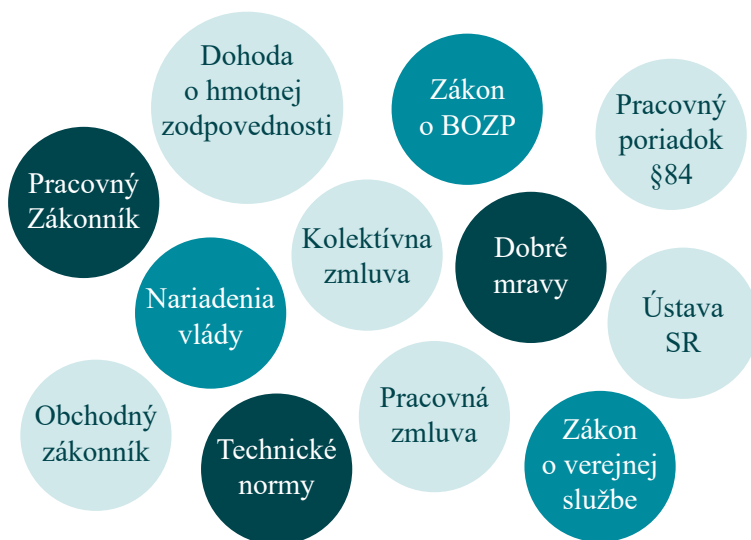 Dohoda
o hmotnej
zodpovednosti
Zákon
o BOZP
Pracovný
poriadok
§84
Pracovný
Zákonník
Kolektívna
zmluva
Dobré
mravy
Nariadenia
vlády
Ústava
SR
Obchodný
zákonník
Technické
normy
Pracovná
zmluva
Zákon
o verejnej
službe